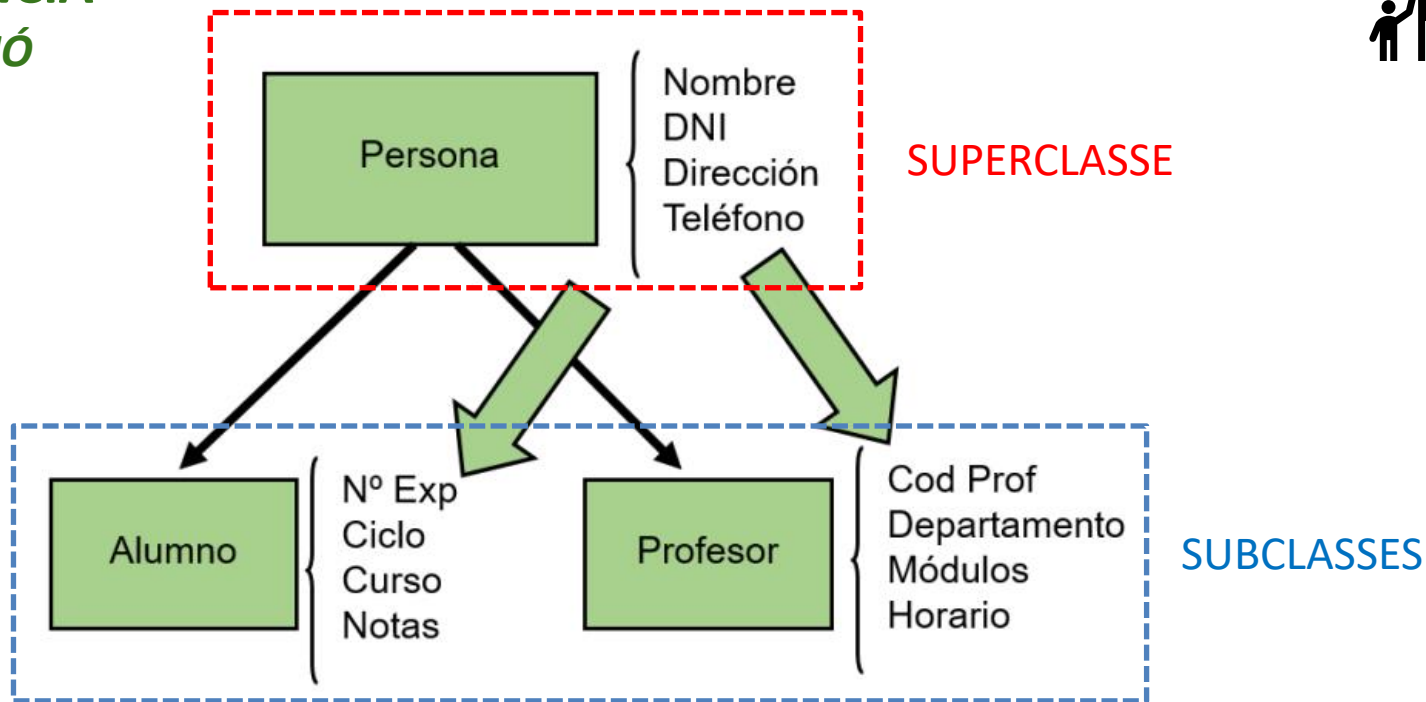 Persona
Nombre
DNI
Dirección
Teléfono
SUPERCLASSE
Alumno
Nº Exp
Ciclo
Curso
Notas
Profesor
Cod Prof
Departamento
Módulos
Horario
SUBCLASSES